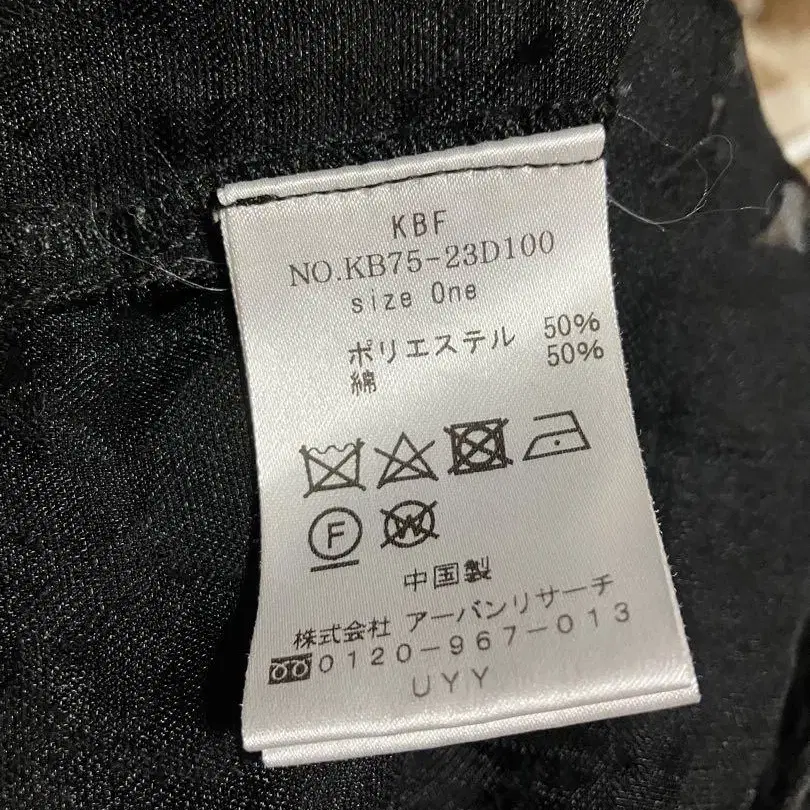 KBF
NO.KB75-23D100
size One
ポリエステル 50%
綿 50%
F
W
中国製
株式会社 アーバンリサーチ
0120-967-013
UYY